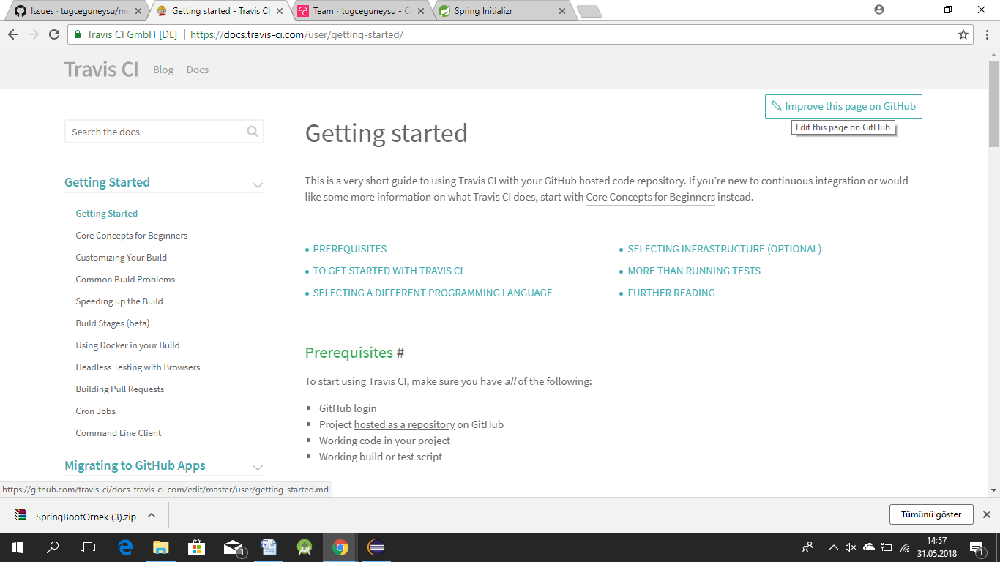 Issues · tugceguneysu/me
Getting started - Travis CI
Team · tugceguneysu - Co
Spring Initializr
Travis CI GmbH [DE]
https://docs.travis-ci.com/user/getting-started/
Travis CI
Blog
Docs
Improve this page on GitHub
Edit this page on GitHub
Search the docs
Getting Started
Getting Started
Core Concepts for Beginners
Customizing Your Build
Common Build Problems
Speeding up the Build
Build Stages (beta)
Using Docker in your Build
Headless Testing with Browsers
Building Pull Requests
Cron Jobs
Command Line Client
Migrating to GitHub Apps
Getting started
This is a very short guide to using Travis CI with your GitHub hosted code repository. If you’re new to continuous integration or would
like some more information on what Travis CI does, start with Core Concepts for Beginners instead.
PREREQUISITES
TO GET STARTED WITH TRAVIS CI
SELECTING A DIFFERENT PROGRAMMING LANGUAGE
SELECTING INFRASTRUCTURE (OPTIONAL)
MORE THAN RUNNING TESTS
FURTHER READING
Prerequisites #
To start using Travis CI, make sure you have all of the following:
GitHub login
Project hosted as a repository on GitHub
Working code in your project
Working build or test script
https://github.com/travis-ci/docs-travis-ci-com/edit/master/user/getting-started.md
SpringBootOrnek (3).zip
Tümünü göster
1
14:57
31.05.2018
1